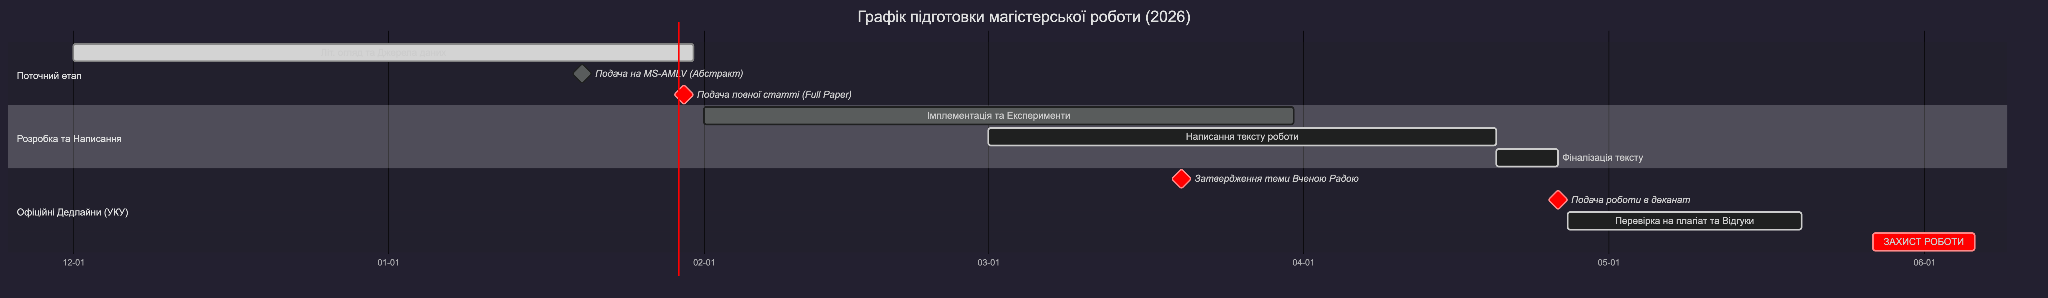 Графік підготовки магістерської роботи (2026)
Поточний етап
Подача на MS-AMLV (Абстракт)
Подача повної статті (Full Paper)
Розробка та Написання
Імплементація та Експерименти
Написання тексту роботи
Фіналізація тексту
Офіційні Дедлайни (УКУ)
Затвердження теми Вченою Радою
Подача роботи в деканат
Перевірка на плагіат та Відгуки
ЗАХИСТ РОБОТИ
12-01 01-01 02-01 03-01 04-01 05-01 06-01